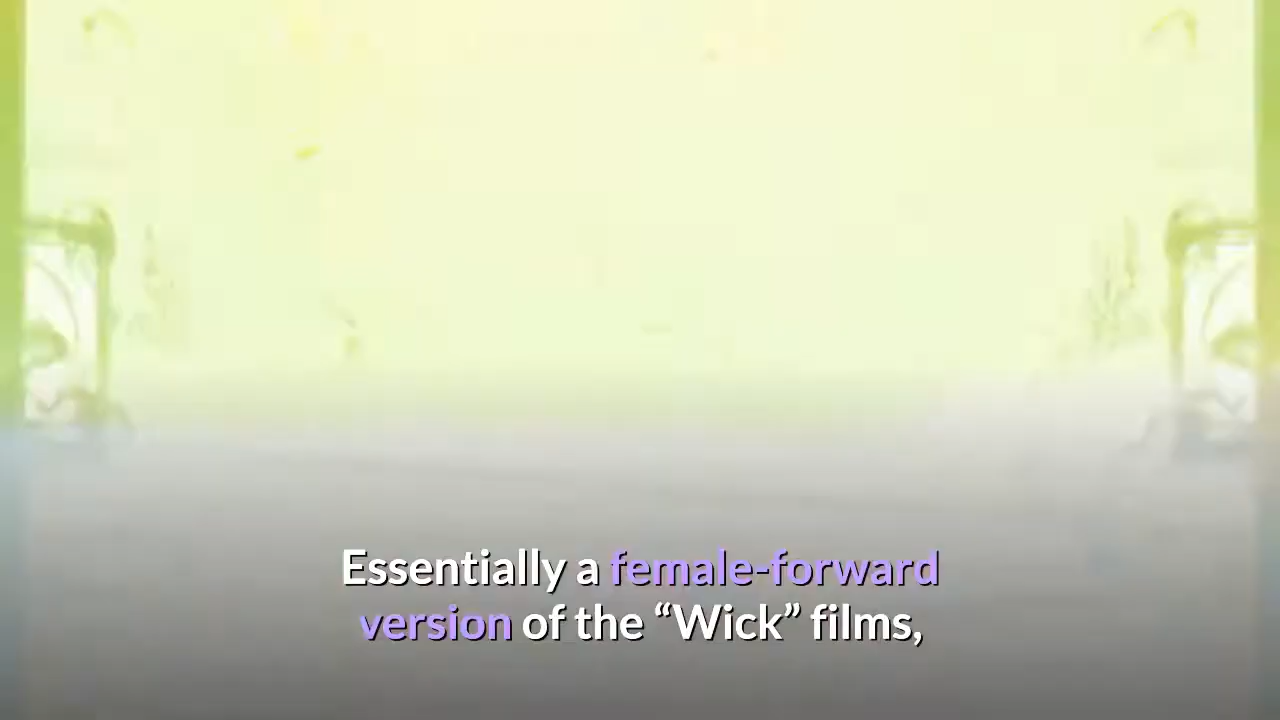 Essentially a female-forward
version of the “Wick” films,